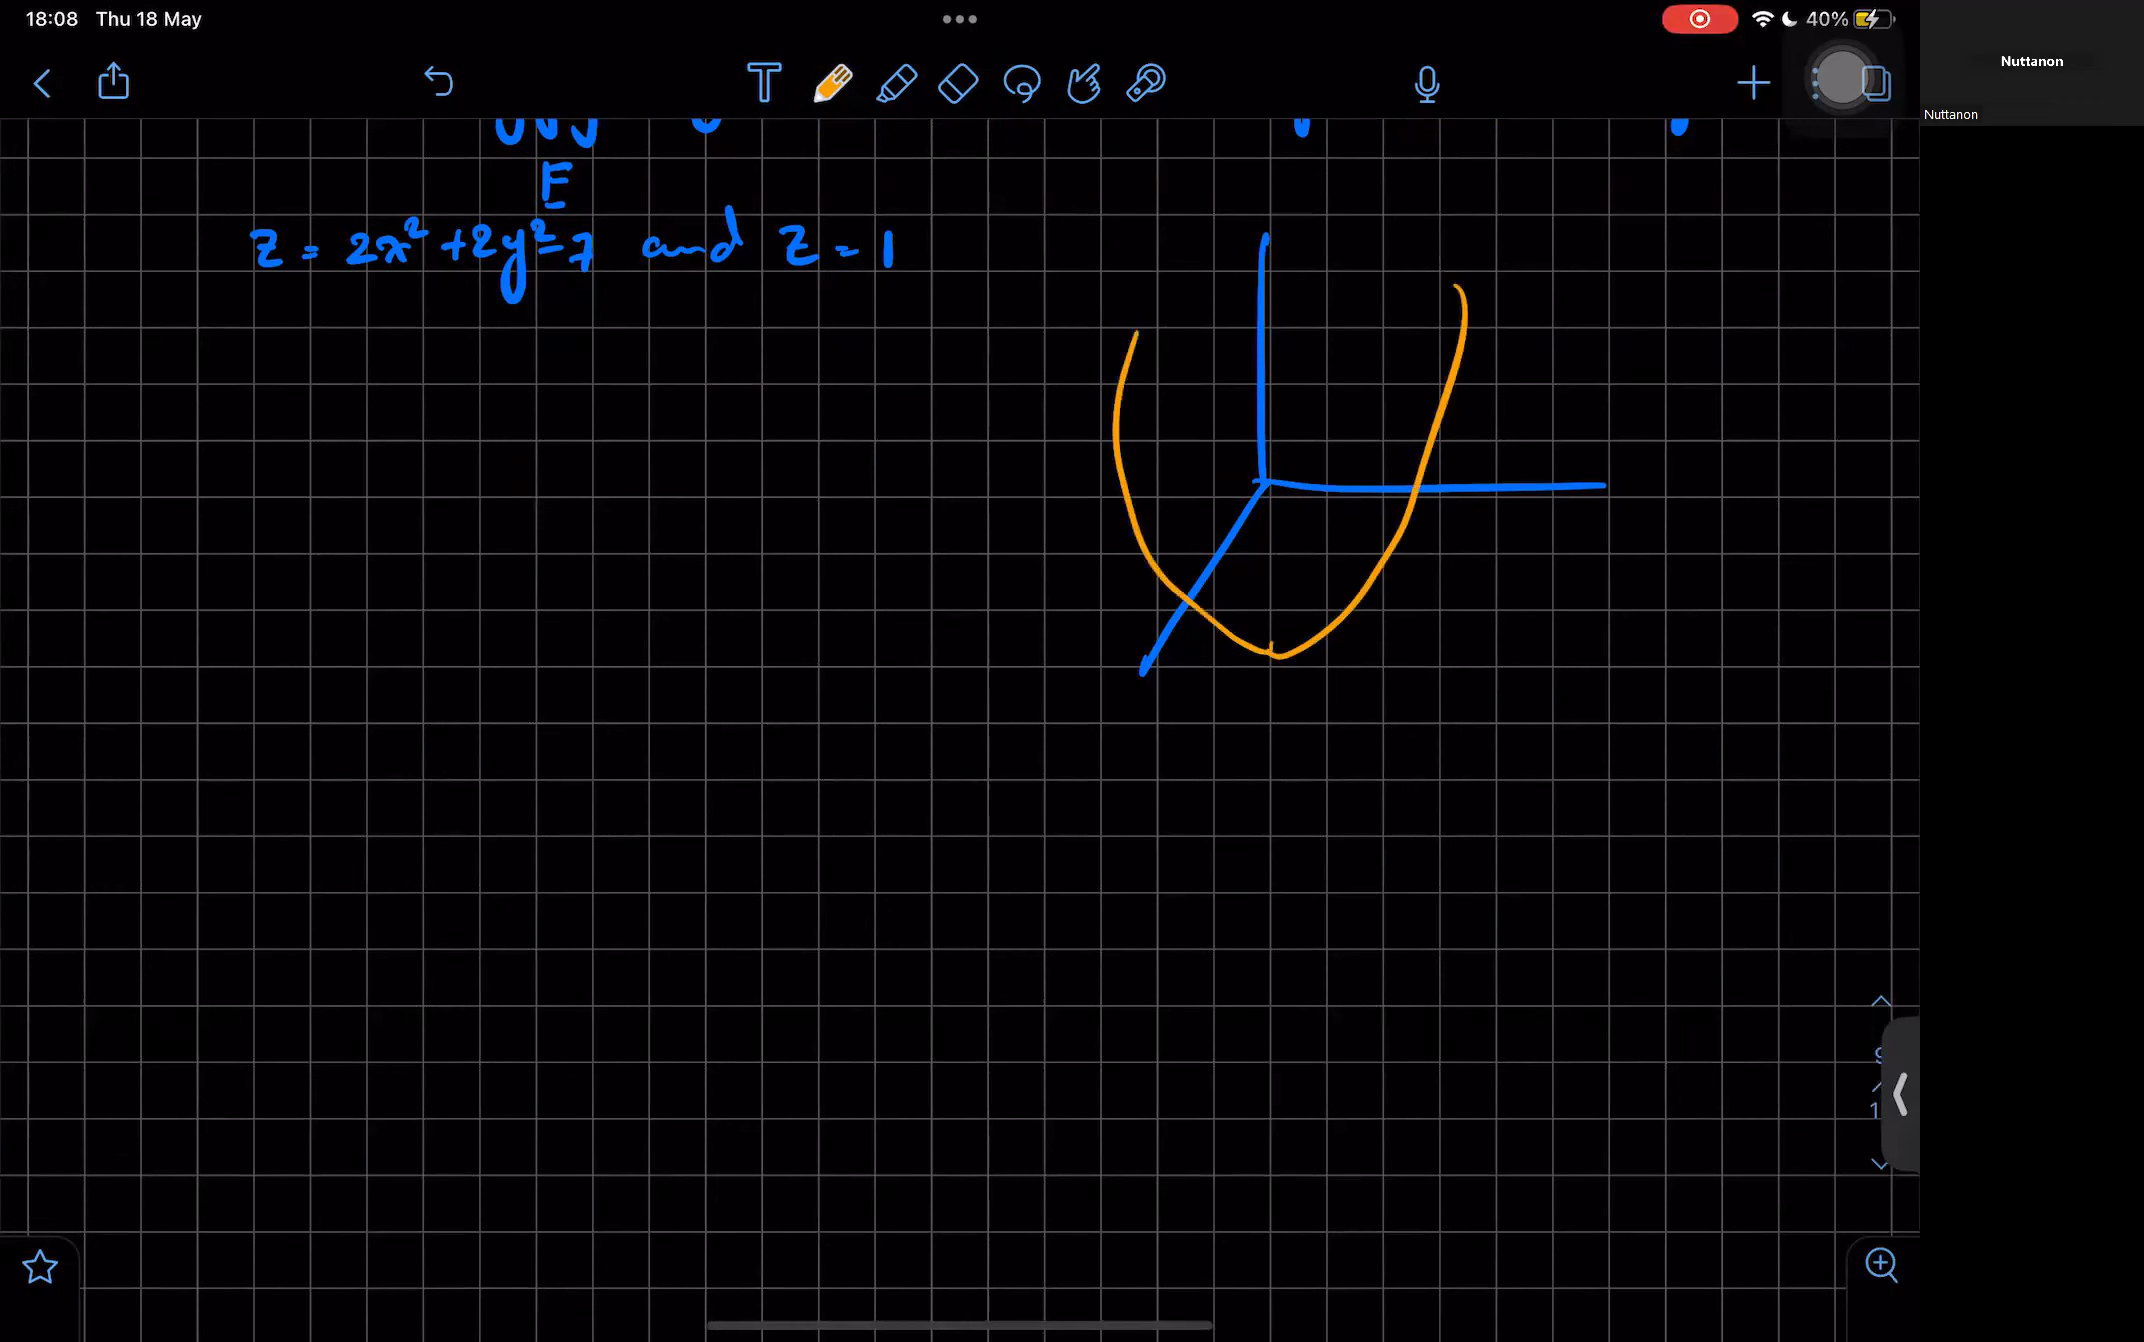 18:08 Thu 18 May 40%
Nuttanon
Nuttanon
E
z = 2x² + 2y² - 7 and z = 1